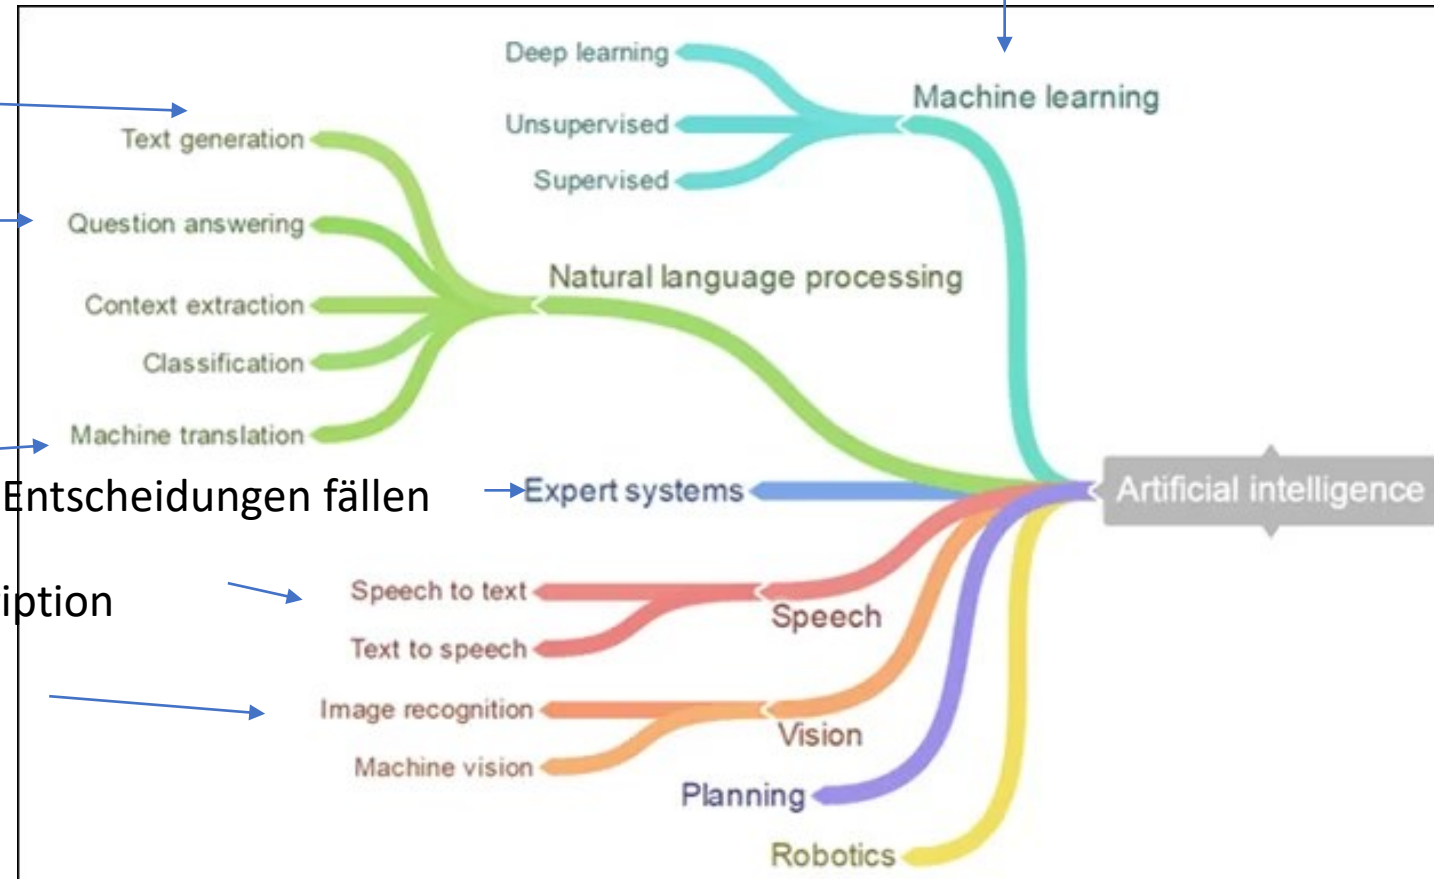 Deep learning
Machine learning
Unsupervised
Supervised
Text generation
Question answering
Natural language processing
Context extraction
Classification
Machine translation
Entscheidungen fällen
Expert systems
Artificial intelligence
Speech to text
iption
Speech
Text to speech
Image recognition
Vision
Machine vision
Planning
Robotics